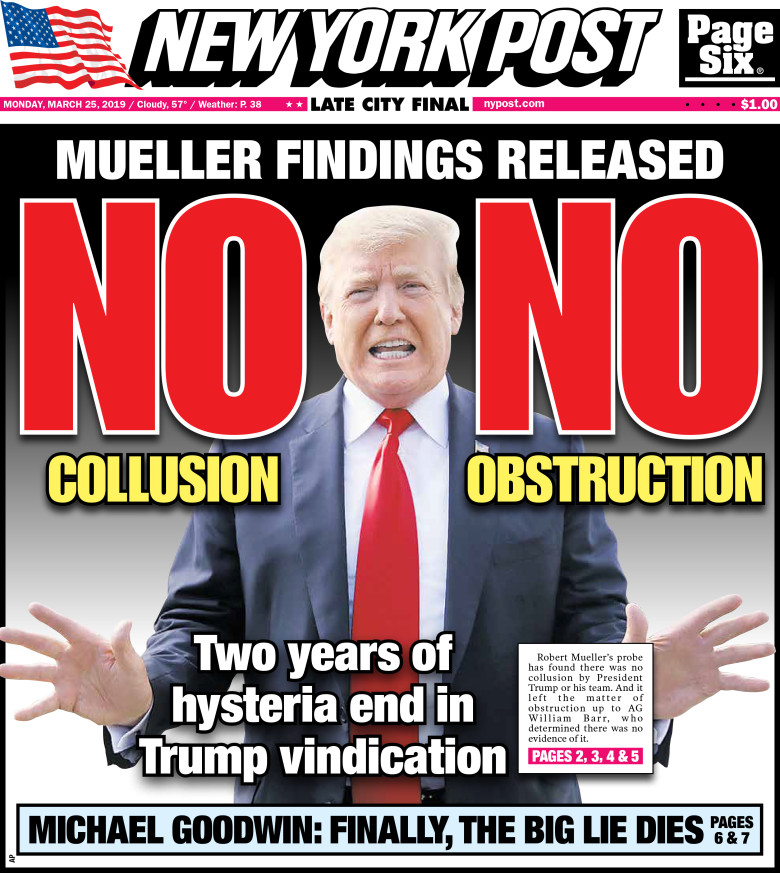 NEW YORK POST
Page
Six®
MONDAY, MARCH 25, 2019 / Cloudy, 57° / Weather: P. 38 ★★ LATE CITY FINAL nypost.com • • • • $1.00
MUELLER FINDINGS RELEASED
NO NO
COLLUSION OBSTRUCTION
Two years of
hysteria end in
Trump vindication
Robert Mueller's probe
has found there was no
collusion by President
Trump or his team. And it
left the matter of
obstruction up to AG
William Barr, who
determined there was no
evidence of it.
PAGES 2, 3, 4 & 5
MICHAEL GOODWIN: FINALLY, THE BIG LIE DIES PAGES
6 & 7
AP